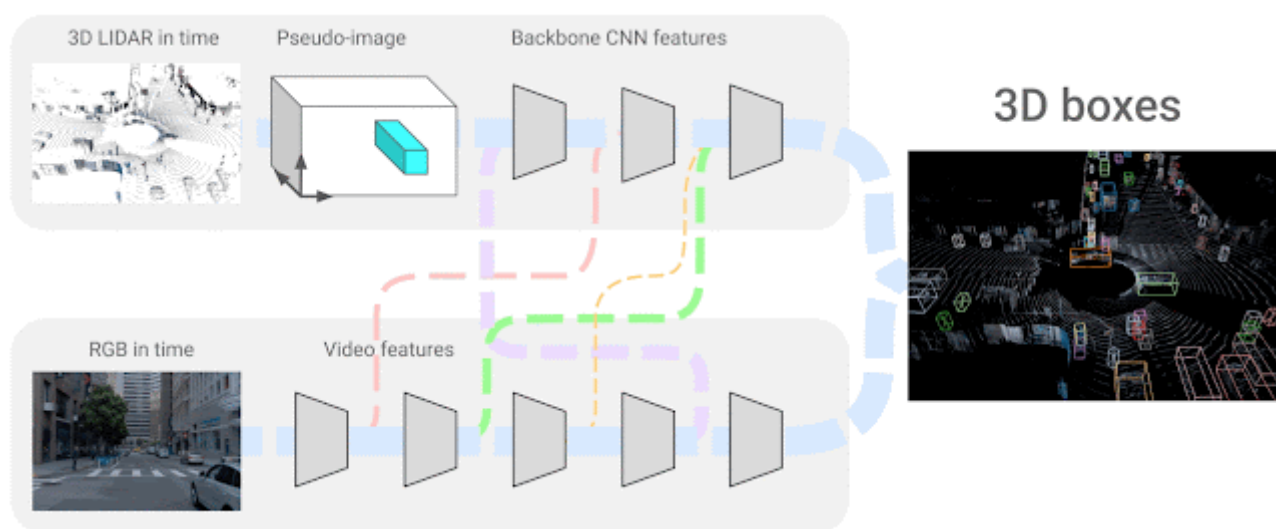 3D LIDAR in time
Pseudo-image
Backbone CNN features
3D boxes
RGB in time
Video features